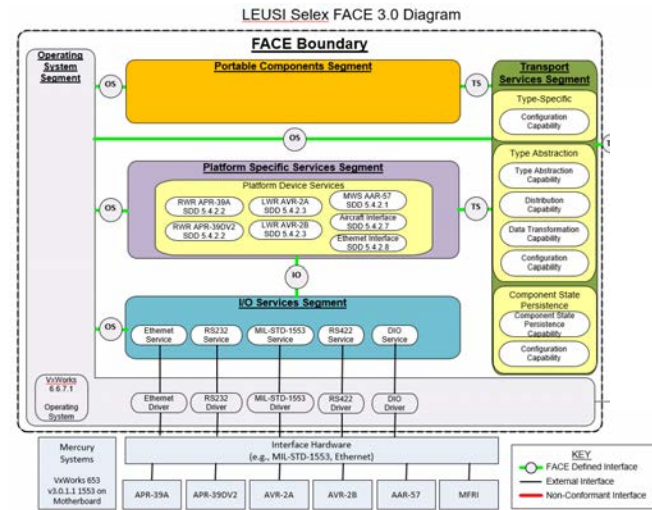 LEUSI Selex FACE 3.0 Diagram
FACE Boundary
Operating
System
Segment
Portable Components Segment
Transport
Services Segment
OS
TS
Type-Specific
Configuration
Capability
OS
Type Abstraction
Type Abstraction
Capability
Distribution
Capability
Data Transformation
Capability
Configuration
Capability
Platform Specific Services Segment
Platform Device Services
RWR APR-39A
SDD 5.4.2.2
LWR AVR-2A
SDD 5.4.2.3
MWS AAR-57
SDD 5.4.2.1
RWR APR-39DV2
SDD 5.4.2.2
LWR AVR-2B
SDD 5.4.2.3
Aircraft Interface
SDD 5.4.2.7
Ethernet Interface
SDD 5.4.2.8
OS
TS
IO
I/O Services Segment
OS
Ethernet
Service
RS232
Service
MIL-STD-1553
Service
RS422
Service
DIO
Service
Component State
Persistence
Component State
Persistence
Capability
Configuration
Capability
VxWorks
6.6.7.1
Operating
System
Ethernet
Driver
RS232
Driver
MIL-STD-1553
Driver
RS422
Driver
DIO
Driver
Mercury
Systems
VxWorks 653
v3.0.1.1 1553 on
Motherboard
Interface Hardware
(e.g., MIL-STD-1553, Ethernet)
APR-39A
APR-39DV2
AVR-2A
AVR-2B
AAR-57
MFRI
KEY
FACE Defined Interface
External Interface
Non-Conformant Interface